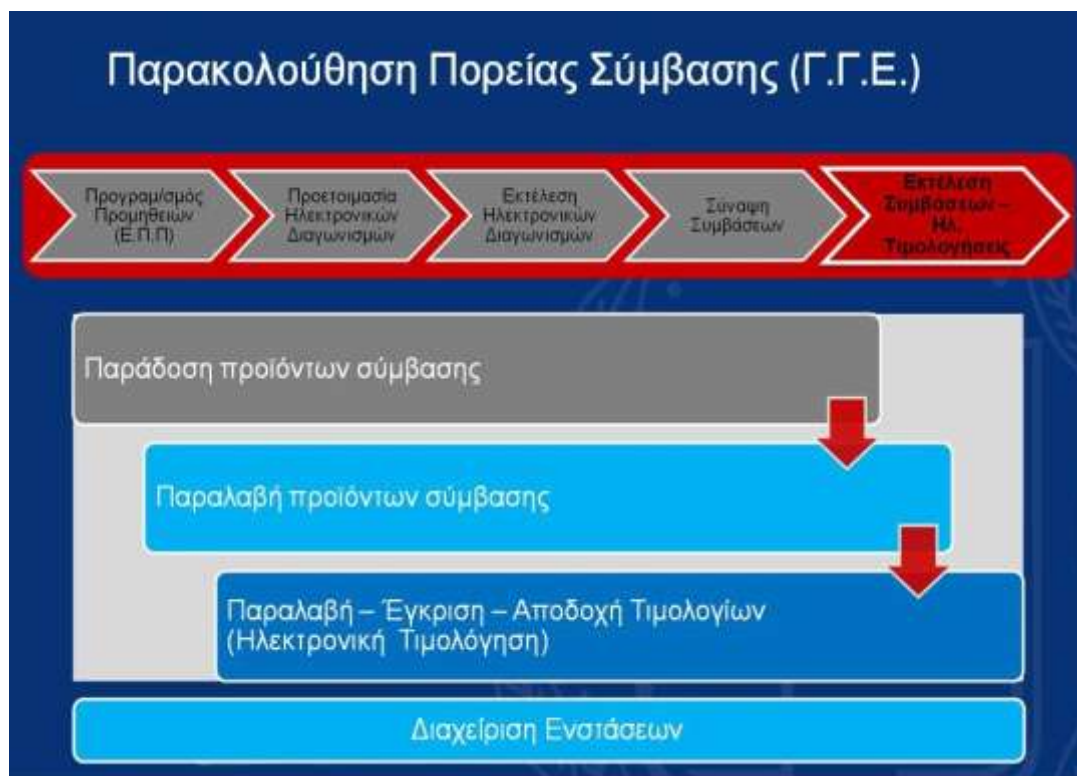 Παρακολούθηση Πορείας Σύμβασης (Γ.Γ.Ε.)
Προγραμ/σμός
Προμηθειών
(Ε.Π.Π)
Προετοιμασία
Ηλεκτρονικών
Διαγωνισμών
Εκτέλεση
Ηλεκτρονικών
Διαγωνισμών
Σύναψη
Συμβάσεων
Εκτέλεση
Συμβάσεων –
Ηλ.
Τιμολογήσεις
Παράδοση προϊόντων σύμβασης
Παραλαβή προϊόντων σύμβασης
Παραλαβή – Έγκριση – Αποδοχή Τιμολογίων
(Ηλεκτρονική Τιμολόγηση)
Διαχείριση Ενστάσεων